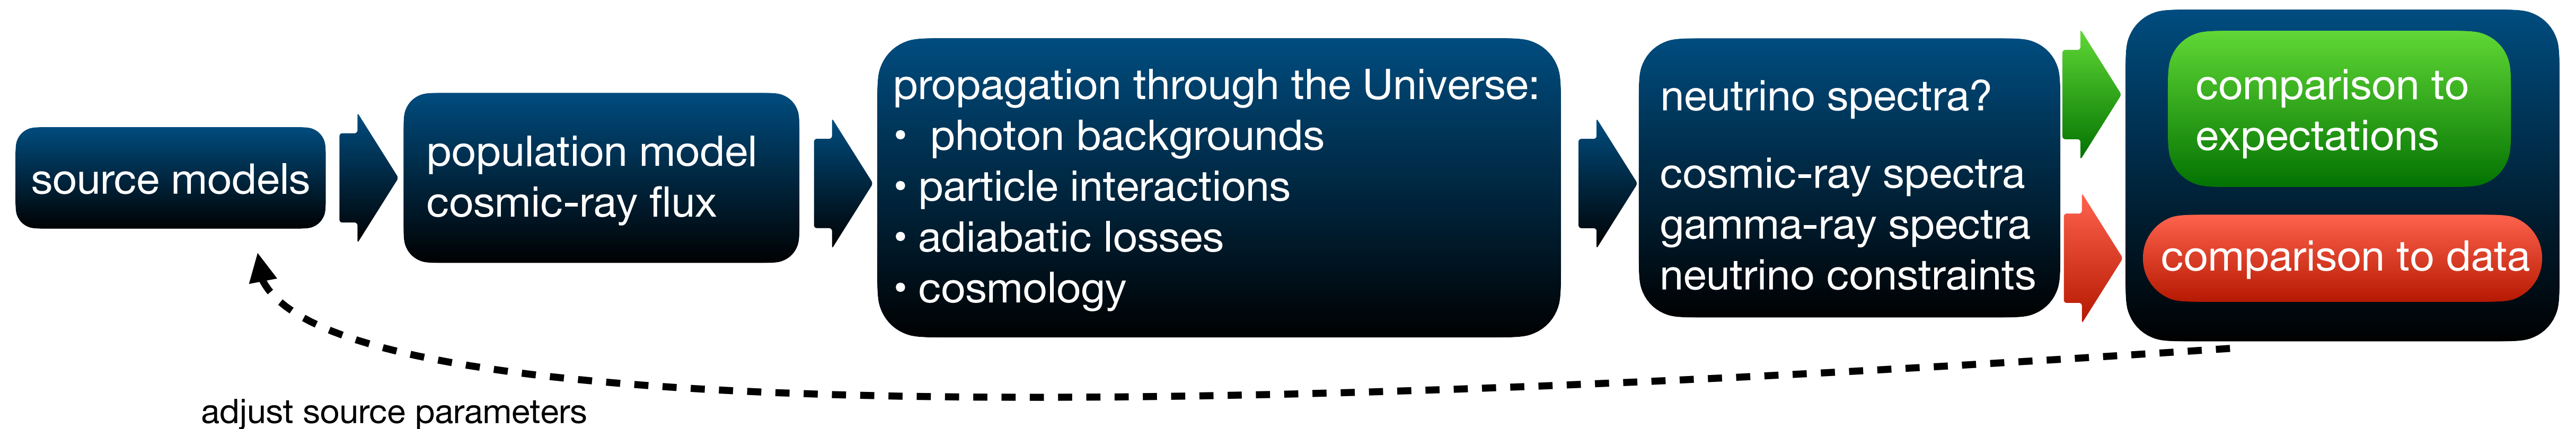 source models
population model
cosmic-ray flux
propagation through the Universe:
• photon backgrounds
• particle interactions
• adiabatic losses
• cosmology
neutrino spectra?
cosmic-ray spectra
gamma-ray spectra
neutrino constraints
comparison to
expectations
comparison to data
adjust source parameters